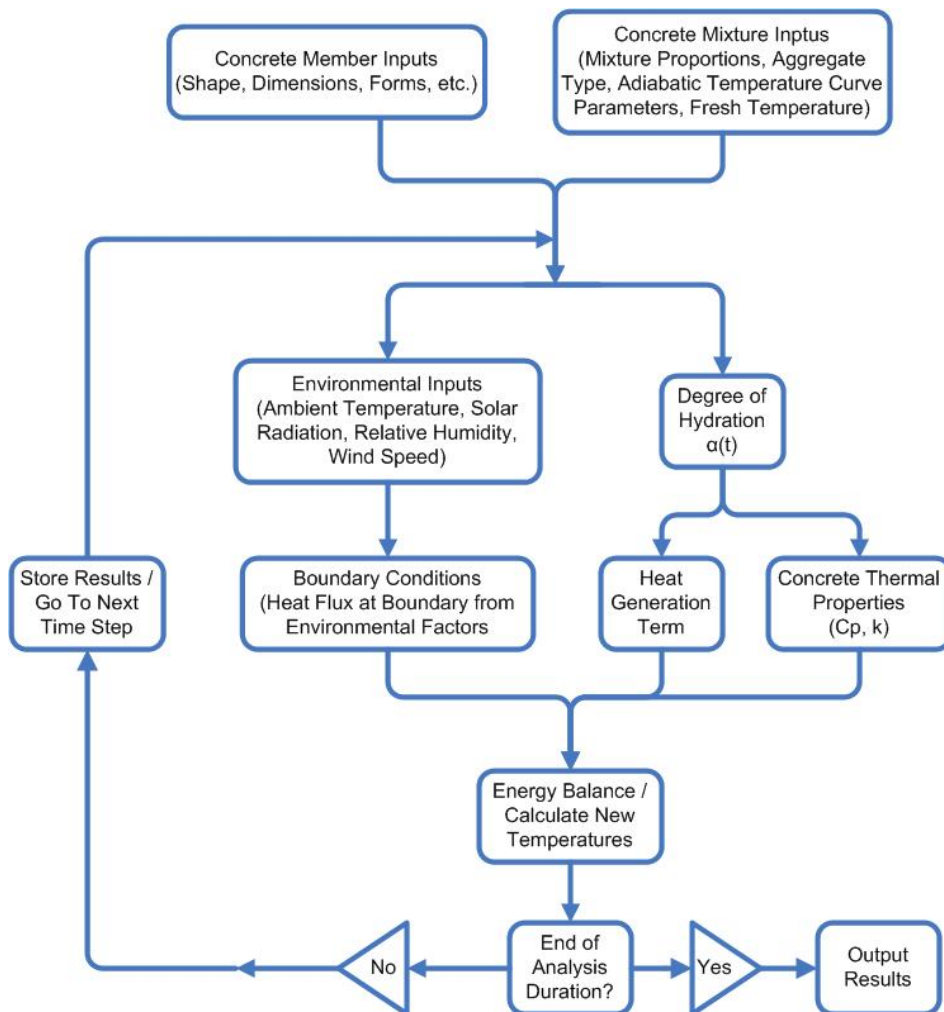 Concrete Member Inputs
(Shape, Dimensions, Forms, etc.)
Concrete Mixture Inptus
(Mixture Proportions, Aggregate
Type, Adiabatic Temperature Curve
Parameters, Fresh Temperature)
Environmental Inputs
(Ambient Temperature, Solar
Radiation, Relative Humidity,
Wind Speed)
Degree of
Hydration
α(t)
Store Results /
Go To Next
Time Step
Boundary Conditions
(Heat Flux at Boundary from
Environmental Factors
Heat
Generation
Term
Concrete Thermal
Properties
(Cp, k)
Energy Balance /
Calculate New
Temperatures
No
End of
Analysis
Duration?
Yes
Output
Results